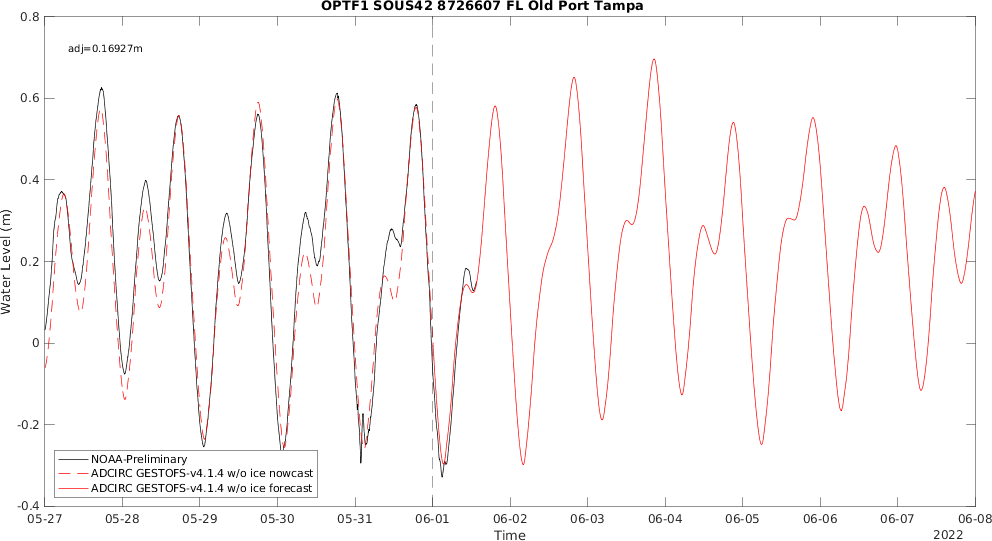 OPTF1 SOUS42 8726607 FL Old Port Tampa
adj=0.16927m
0.8
0.6
0.4
0.2
0
-0.2
-0.4
Water Level (m)
NOAA-Preliminary
ADCIRC GESTOFS-v4.1.4 w/o ice nowcast
ADCIRC GESTOFS-v4.1.4 w/o ice forecast
05-27 05-28 05-29 05-30 05-31 06-01 06-02 06-03 06-04 06-05 06-06 06-07 06-08
Time
2022